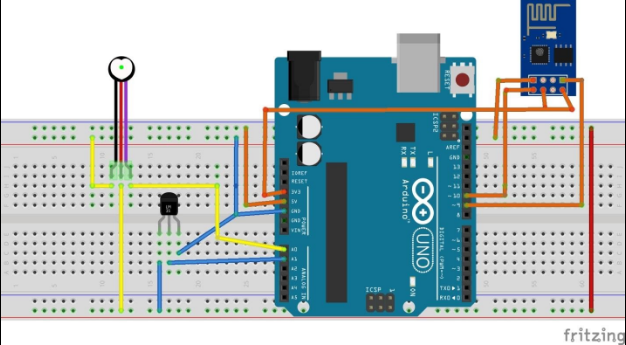 RESET
ICSP2
L
TX
RX
AREF
GND
13
12
11
10
9
8
IOREF
RESET
3V3
5V
GND
GND
VIN
POWER
Arduino
UNO
DIGITAL (PWM~)
7
6
5
4
3
2
TX0 1
RX0 0
A0
A1
A2
A3
A4
A5
ANALOG IN
ICSP
ON
fritzing